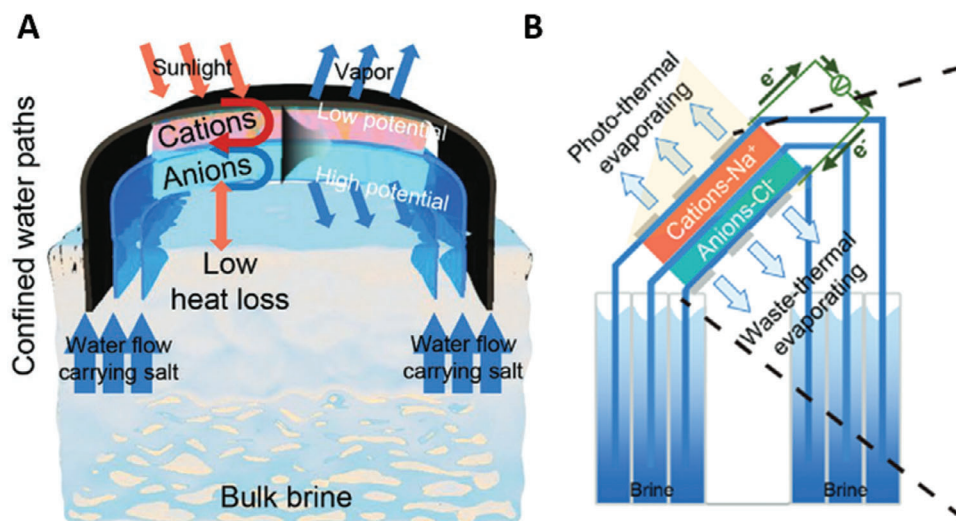 A
Sunlight
Vapor
Cations
Low potential
Anions
High potential
Low
heat loss
Confined water paths
Water flow
carrying salt
Water flow
carrying salt
Bulk brine
B
e-
V
e-
Photo-thermal
evaporating
Cations-Na+
Anions-Cl-
Waste-thermal
evaporating
Brine
Brine